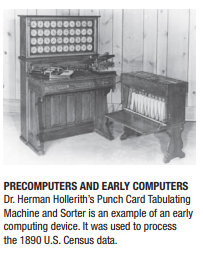 PRECOMPUTERS AND EARLY COMPUTERS
Dr. Herman Hollerith's Punch Card Tabulating
Machine and Sorter is an example of an early
computing device. It was used to process
the 1890 U.S. Census data.